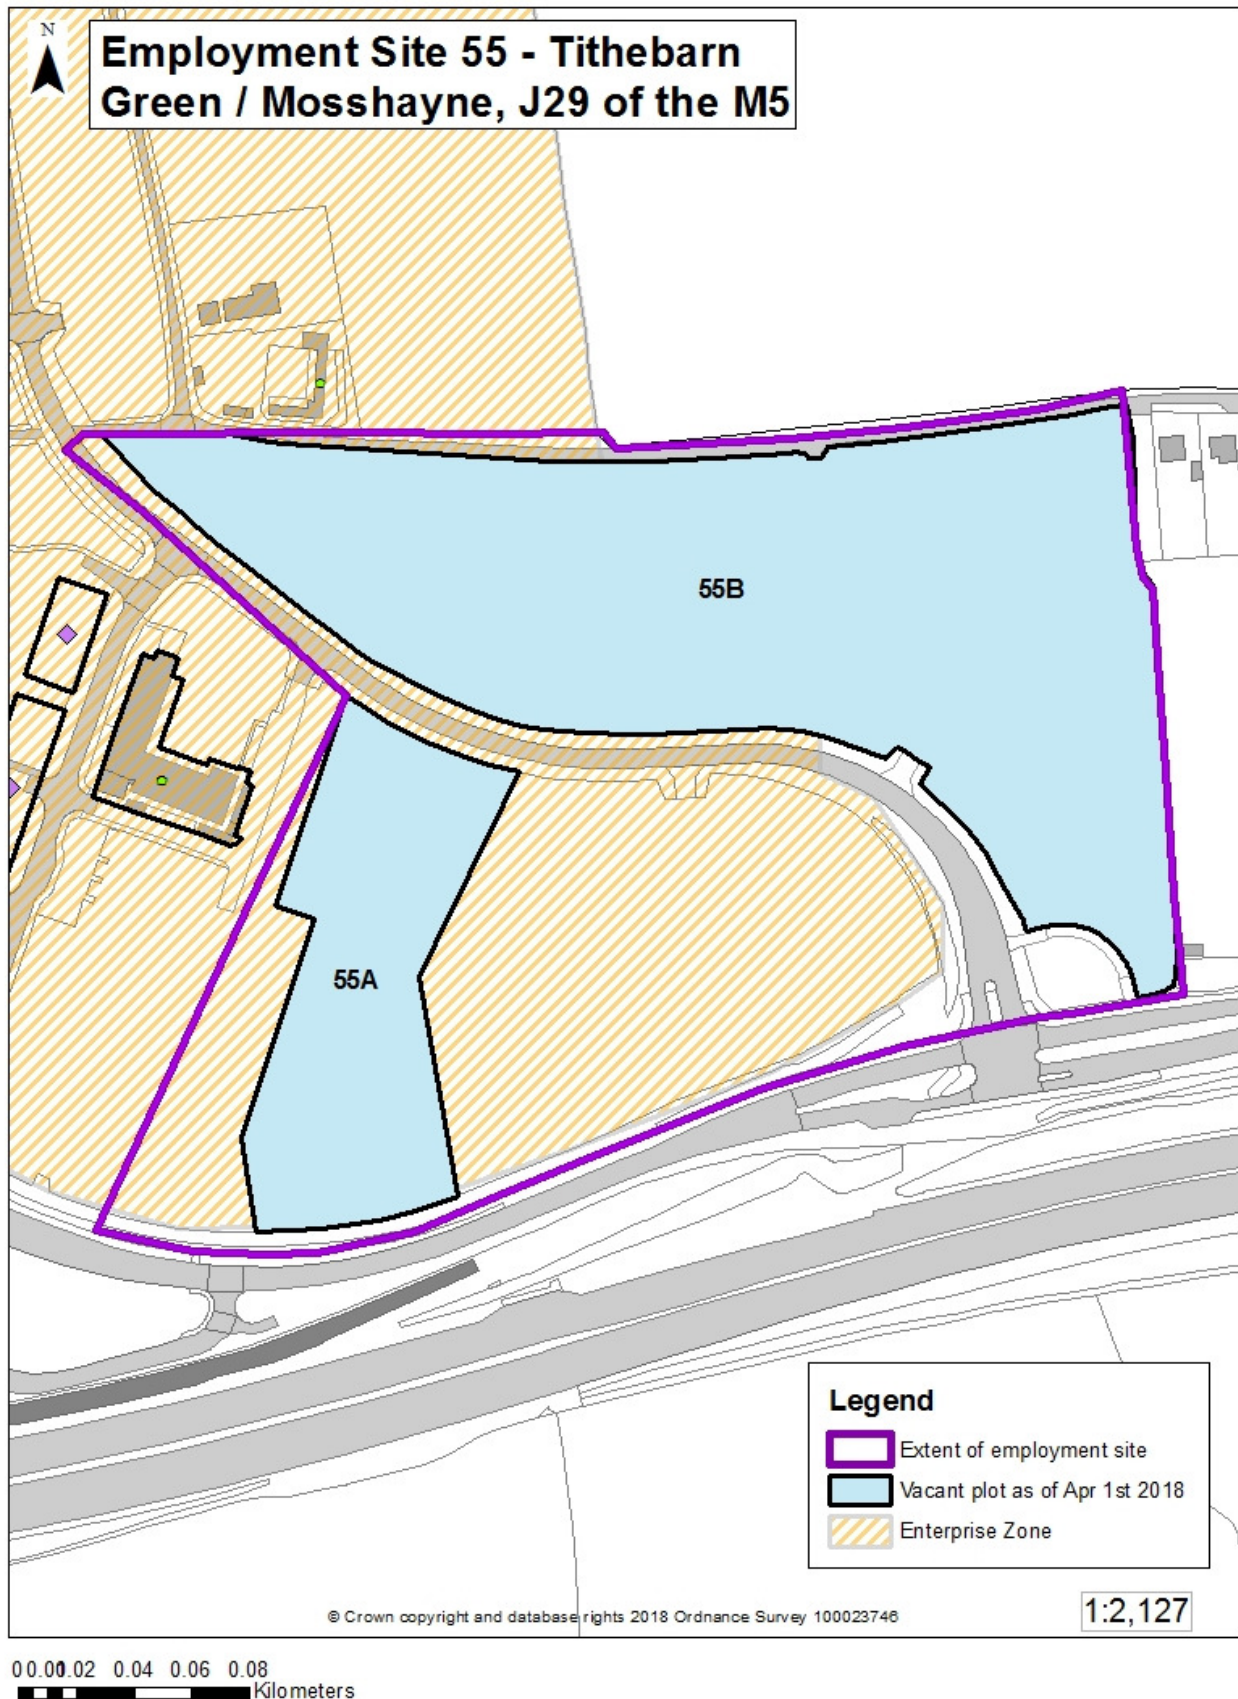 N
Employment Site 55 - Tithebarn
Green / Mosshayne, J29 of the M5
55B
55A
Legend
Extent of employment site
Vacant plot as of Apr 1st 2018
Enterprise Zone
© Crown copyright and database rights 2018 Ordnance Survey 100023746
1:2,127
0 0.02 0.04 0.06 0.08
Kilometers